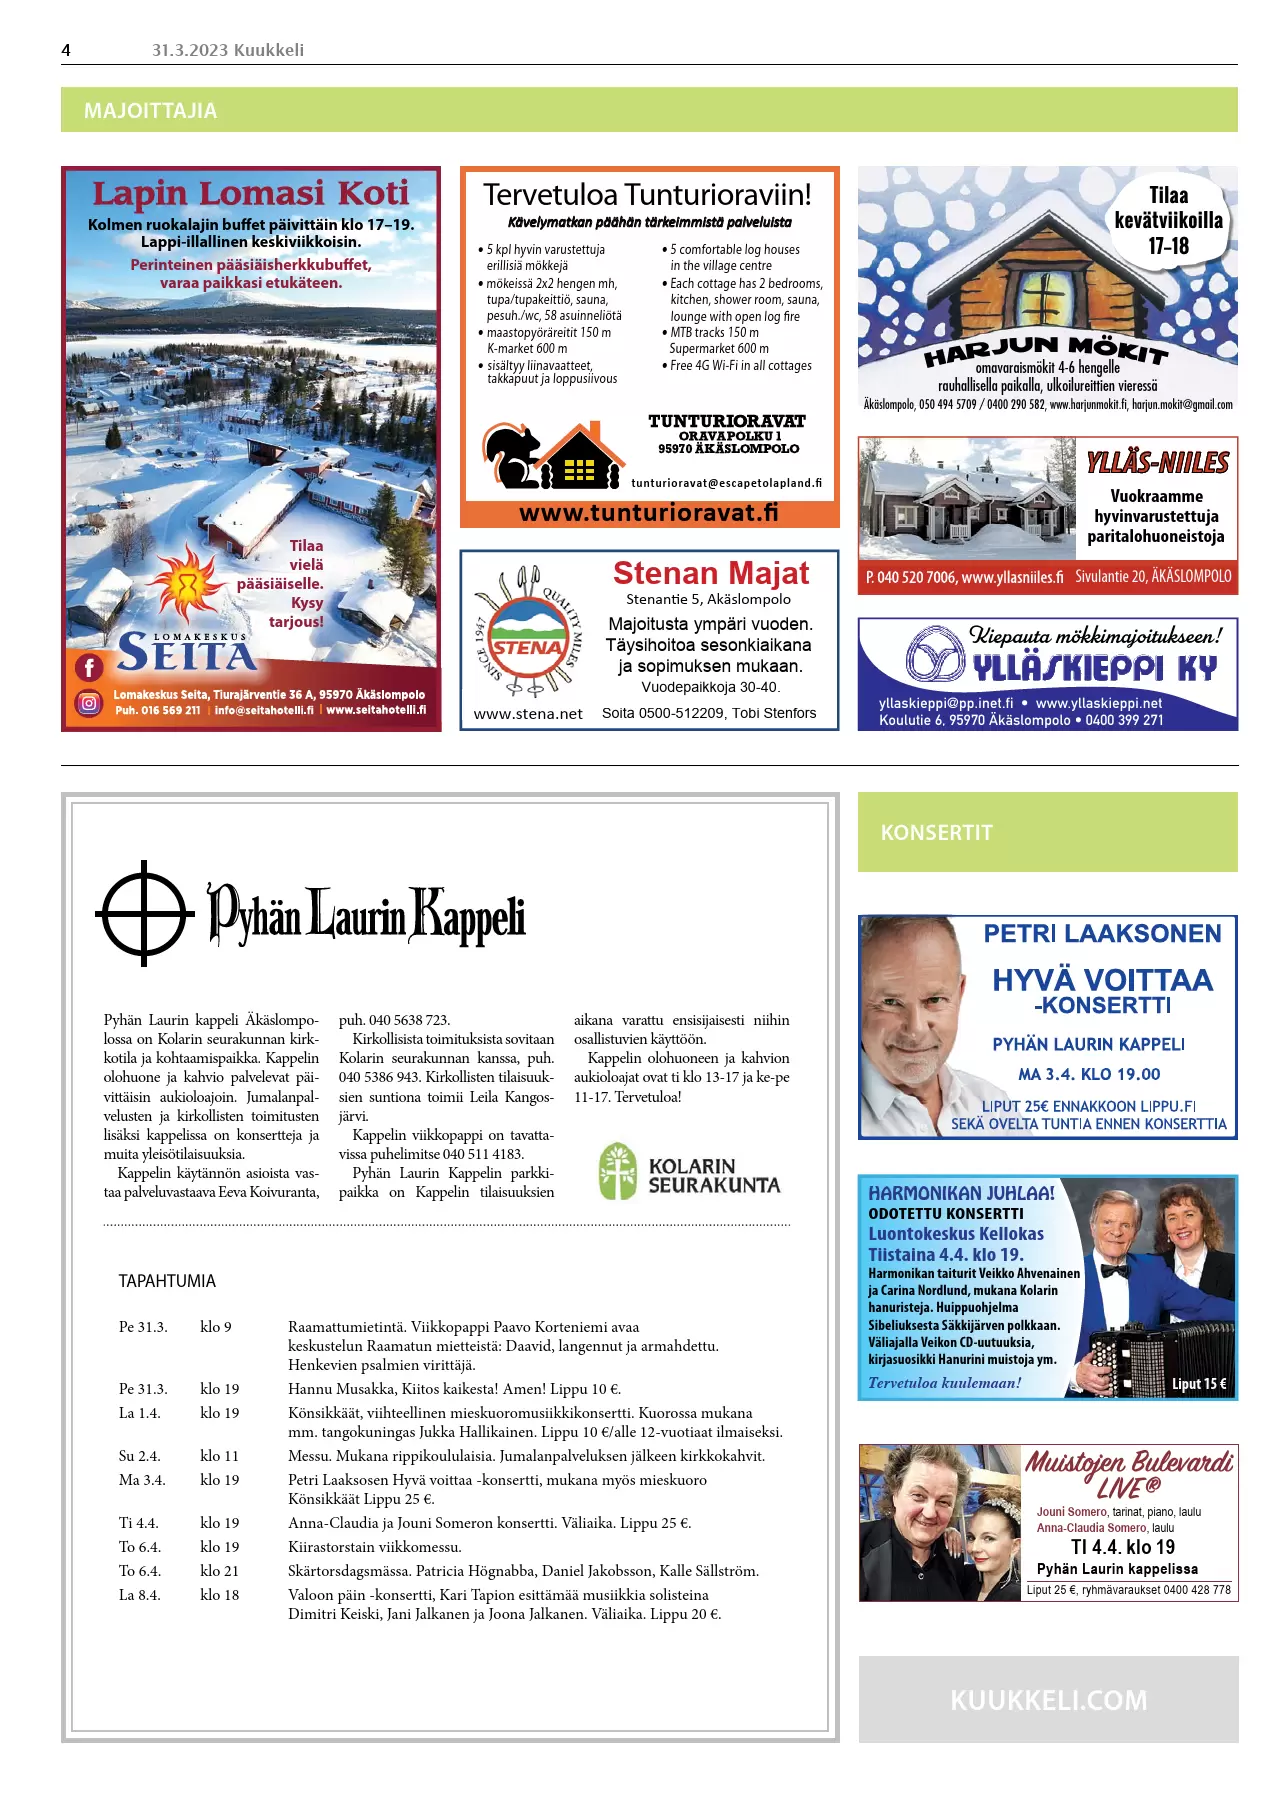 4
31.3.2023 Kuukkeli
MAJOITTAJIA
Lapin Lomasi Koti
Kolmen ruokalajin buffet päivittäin klo 17–19.
Lappi-illallinen keskiviikkoisin.
Perinteinen pääsiäisherkkubuffet,
varaa paikkasi etukäteen.
Tilaa
vielä
pääsiäiselle.
Kysy
tarjous!
LOMAKESKUS
SEITA
Lomakeskus Seita, Tiurajärventie 36 A, 95970 Äkäslompolo
Puh. 016 569 211 | info@seitahotelli.fi | www.seitahotelli.fi
Tervetuloa Tunturioraviin!
Kävelymatkan päähän tärkeimmistä palveluista
• 5 kpl hyvin varustettuja
erillisiä mökkejä
• mökeissä 2x2 hengen mh,
tupa/tupakeittiö, sauna,
pesuh./wc, 58 asuinneliötä
• maastopyöräreitit 150 m
K-market 600 m
• sisältyy liinavaatteet,
takkapuut ja loppusiivous
• 5 comfortable log houses
in the village centre
• Each cottage has 2 bedrooms,
kitchen, shower room, sauna,
lounge with open log fire
• MTB tracks 150 m
Supermarket 600 m
• Free 4G Wi-Fi in all cottages
TUNTURIORAVAT
ORAVAPOLKU 1
95970 ÄKÄSLOMPOLO
tunturioravat@escapetolapland.fi
www.tunturioravat.fi
SINCE 1947
QUALITY MILES
STENA
www.stena.net
Stenan Majat
Stenantie 5, Akäslompolo
Majoitusta ympäri vuoden.
Täysihoitoa sesonkiaikana
ja sopimuksen mukaan.
Vuodepaikkoja 30-40.
Soita 0500-512209, Tobi Stenfors
Tilaa
kevätviikoilla
17-18
HARJUN MÖKIT
omavaraismökit 4-6 hengelle
rauhallisella paikalla, ulkoilureittien vieressä
Äkäslompolo, 050 494 5709 / 0400 290 582, www.harjunmokit.fi, harjun.mokit@gmail.com
YLLÄS-NIILES
Vuokraamme
hyvinvarustettuja
paritalohuoneistoja
P. 040 520 7006, www.yllasniiles.fi Sivulantie 20, ÄKÄSLOMPOLO
Kiepauta mökkimajoitukseen!
YLLÄSKIEPPI KY
yllaskieppi@pp.inet.fi • www.yllaskieppi.net
Koulutie 6, 95970 Äkäslompolo • 0400 399 271
Pyhän Laurin Kappeli
Pyhän Laurin kappeli Äkäslompo-
lossa on Kolarin seurakunnan kirk-
kotila ja kohtaamispaikka. Kappelin
olohuone ja kahvio palvelevat päi-
vittäisin aukioloajoin. Jumalanpal-
velusten ja kirkollisten toimitusten
lisäksi kappelissa on konsertteja ja
muita yleisötilaisuuksia.
Kappelin käytännön asioista vas-
taa palveluvastaava Eeva Koivuranta,
puh. 040 5638 723.
Kirkollisista toimituksista sovitaan
Kolarin seurakunnan kanssa, puh.
040 5386 943. Kirkollisten tilaisuuk-
sien suntiona toimii Leila Kangos-
järvi.
Kappelin viikkopappi on tavatta-
vissa puhelimitse 040 511 4183.
Pyhän Laurin Kappelin parkki-
paikka on Kappelin tilaisuuksien
aikana varattu ensisijaisesti niihin
osallistuvien käyttöön.
Kappelin olohuoneen ja kahvion
aukioloajat ovat ti klo 13-17 ja ke-pe
11-17. Tervetuloa!
KOLARIN
SEURAKUNTA
TAPAHTUMIA
Pe 31.3. klo 9 Raamattumietintä. Viikkopappi Paavo Korteniemi avaa
keskustelun Raamatun mietteistä: Daavid, langennut ja armahdettu.
Henkevien psalmien virittäjä.
Pe 31.3. klo 19 Hannu Musakka, Kiitos kaikesta! Amen! Lippu 10 €.
La 1.4. klo 19 Könsikkäät, viihteellinen mieskuoromusiikkikonsertti. Kuorossa mukana
mm. tangokuningas Jukka Hallikainen. Lippu 10 €/alle 12-vuotiaat ilmaiseksi.
Su 2.4. klo 11 Messu. Mukana rippikoululaisia. Jumalanpalveluksen jälkeen kirkkokahvit.
Ma 3.4. klo 19 Petri Laaksosen Hyvä voittaa -konsertti, mukana myös mieskuoro
Könsikkäät Lippu 25 €.
Ti 4.4. klo 19 Anna-Claudia ja Jouni Someron konsertti. Väliaika. Lippu 25 €.
To 6.4. klo 19 Kiirastorstain viikkomessu.
To 6.4. klo 21 Skärtorsdagsmässa. Patricia Högnabba, Daniel Jakobsson, Kalle Sällström.
La 8.4. klo 18 Valoon päin -konsertti, Kari Tapion esittämää musiikkia solisteina
Dimitri Keiski, Jani Jalkanen ja Joona Jalkanen. Väliaika. Lippu 20 €.
KONSERTIT
PETRI LAAKSONEN
HYVÄ VOITTAA
-KONSERTTI
PYHÄN LAURIN KAPPELI
MA 3.4. KLO 19.00
LIPUT 25€ ENNAKKOON LIPPU.FI
SEKÄ OVELTA TUNTIA ENNEN KONSERTTIA
HARMONIKAN JUHLAA!
ODOTETTU KONSERTTI
Luontokeskus Kellokas
Tiistaina 4.4. klo 19.
Harmonikan taiturit Veikko Ahvenainen
ja Carina Nordlund, mukana Kolarin
hanuristeja. Huippuohjelma
Sibeliuksesta Säkkijärven polkkaan.
Väliajalla Veikon CD-uutuuksia,
kirjasuosikki Hanurini muistoja ym.
Tervetuloa kuulemaan!
Liput 15 €
Muistojen Bulevardi
LIVE®
Jouni Somero, tarinat, piano, laulu
Anna-Claudia Somero, laulu
TI 4.4. klo 19
Pyhän Laurin kappelissa
Liput 25 €, ryhmävaraukset 0400 428 778
KUUKKELI.COM